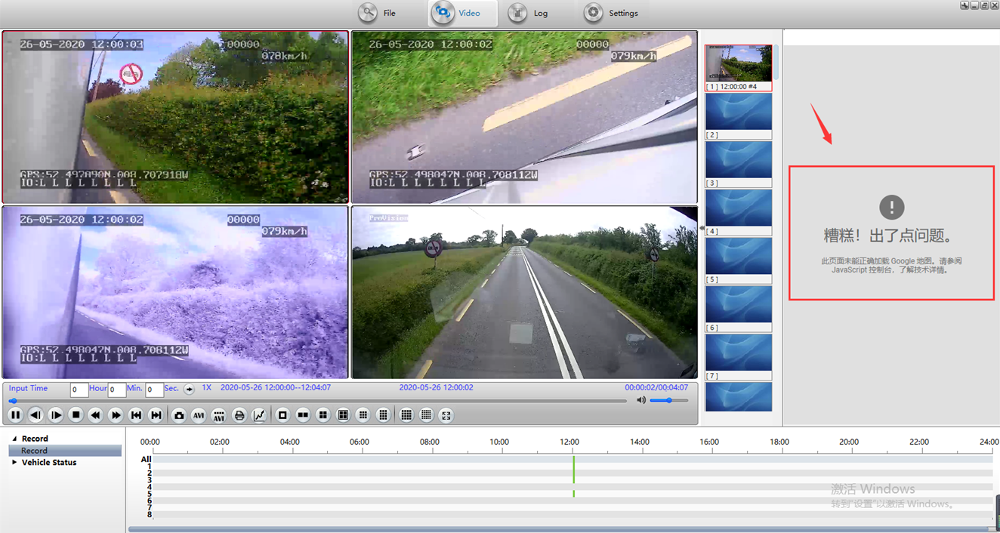 File
Video
Log
Settings
26-05-2020 12:00:03
00000
078km/h
GPS:52.497890N.008.707918W
IO:L L L L L L L L
26-05-2020 12:00:02
00000
079km/h
GPS:52.498047N.008.708112W
IO:L L L L L L L L
26-05-2020 12:00:02
00000
079km/h
GPS:52.498047N.008.708112W
IO:L L L L L L L L
ProVision
[ 1 ] 12:00:00 #4
[ 2 ]
[ 3 ]
[ 4 ]
[ 5 ]
[ 6 ]
[ 7 ]
糟糕！出了点问题。
此页面未能正确加载 Google 地图。请参阅
JavaScript 控制台，了解技术详情。
Input Time 0 Hour 0 Min. 0 Sec. 1X 2020-05-26 12:00:00--12:04:07 2020-05-26 12:00:02 00:00:02/00:04:07
AVI
AVI
Record
Record
Vehicle Status
00:00 02:00 04:00 06:00 08:00 10:00 12:00 14:00 16:00 18:00 20:00 22:00 24:00
All
1
2
3
4
5
6
7
8
激活 Windows
转到“设置”以激活 Windows。